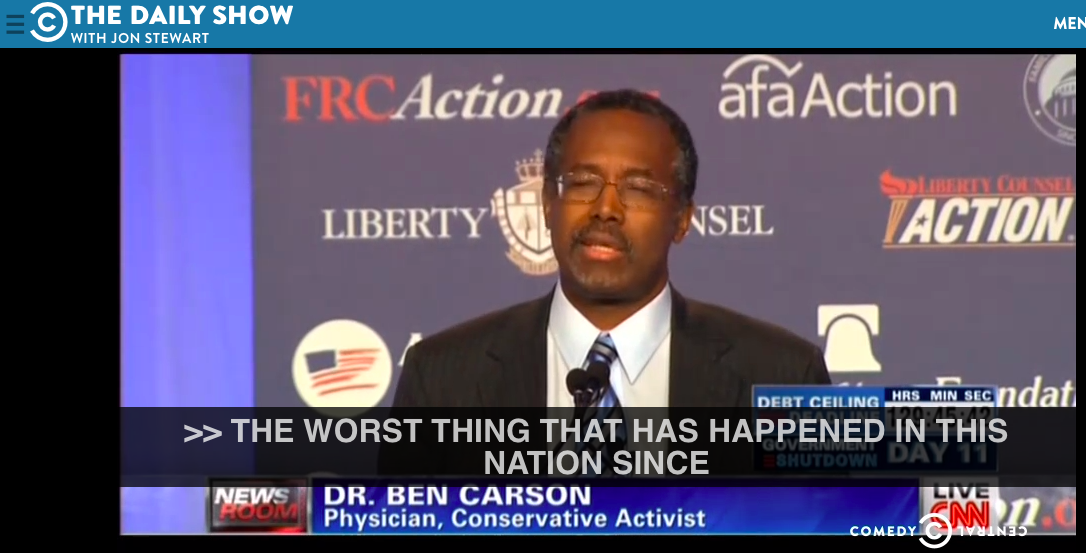 THE DAILY SHOW
WITH JON STEWART
MEN
FRCAction
afaAction
LIBERTY
NSEL
LIBERTY COUNSEL
ACTION
DEBT CEILING
HRS MIN SEC
DEADLINE
GOVERNMENT
SHUTDOWN
DAY 11
>> THE WORST THING THAT HAS HAPPENED IN THIS
NATION SINCE
NEWS
ROOM
DR. BEN CARSON
Physician, Conservative Activist
LIVE
CNN
COMEDY CENTRAL